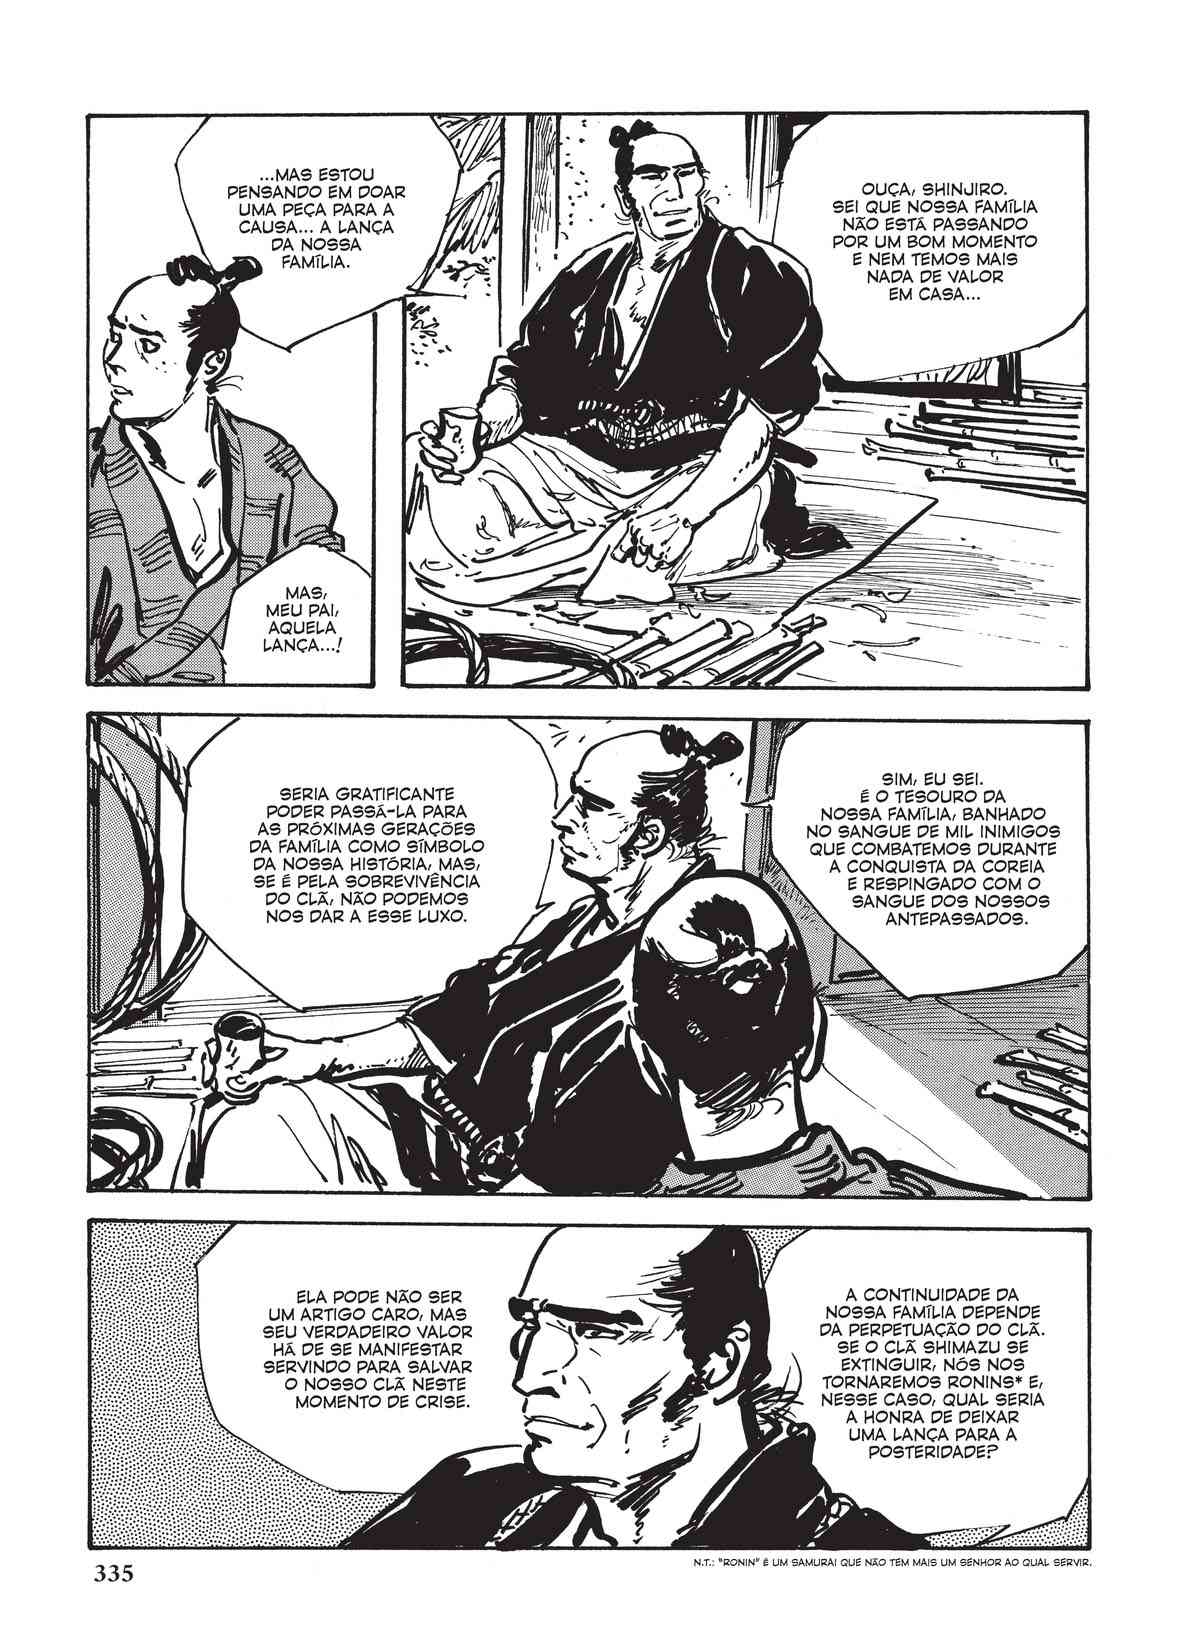 OUÇA, SHINJIRO.
SEI QUE NOSSA FAMÍLIA
NÃO ESTÁ PASSANDO
POR UM BOM MOMENTO
E NEM TEMOS MAIS
NADA DE VALOR
EM CASA...
...MAS ESTOU
PENSANDO EM DOAR
UMA PEÇA PARA A
CAUSA... A LANÇA
DA NOSSA
FAMÍLIA.
MAS,
MEU PAI,
AQUELA
LANÇA...!
SIM, EU SEI.
É O TESOURO DA
NOSSA FAMÍLIA, BANHADO
NO SANGUE DE MIL INIMIGOS
QUE COMBATEMOS DURANTE
A CONQUISTA DA COREIA
E RESPINGADO COM O
SANGUE DOS NOSSOS
ANTEPASSADOS.
SERIA GRATIFICANTE
PODER PASSÁ-LA PARA
AS PRÓXIMAS GERAÇÕES
DA FAMÍLIA COMO SÍMBOLO
DA NOSSA HISTÓRIA, MAS,
SE É PELA SOBREVIVÊNCIA
DO CLÃ, NÃO PODEMOS
NOS DAR A ESSE LUXO.
A CONTINUIDADE DA
NOSSA FAMÍLIA DEPENDE
DA PERPETUAÇÃO DO CLÃ.
SE O CLÃ SHIMAZU SE
EXTINGUIR, NÓS NOS
TORNAREMOS RONINS* E,
NESSE CASO, QUAL SERIA
A HONRA DE DEIXAR
UMA LANÇA PARA A
POSTERIDADE?
ELA PODE NÃO SER
UM ARTIGO CARO, MAS
SEU VERDADEIRO VALOR
HÁ DE SE MANIFESTAR
SERVINDO PARA SALVAR
O NOSSO CLÃ NESTE
MOMENTO DE CRISE.
N.T.: "RONIN" É UM SAMURAI QUE NÃO TEM MAIS UM SENHOR AO QUAL SERVIR.
335